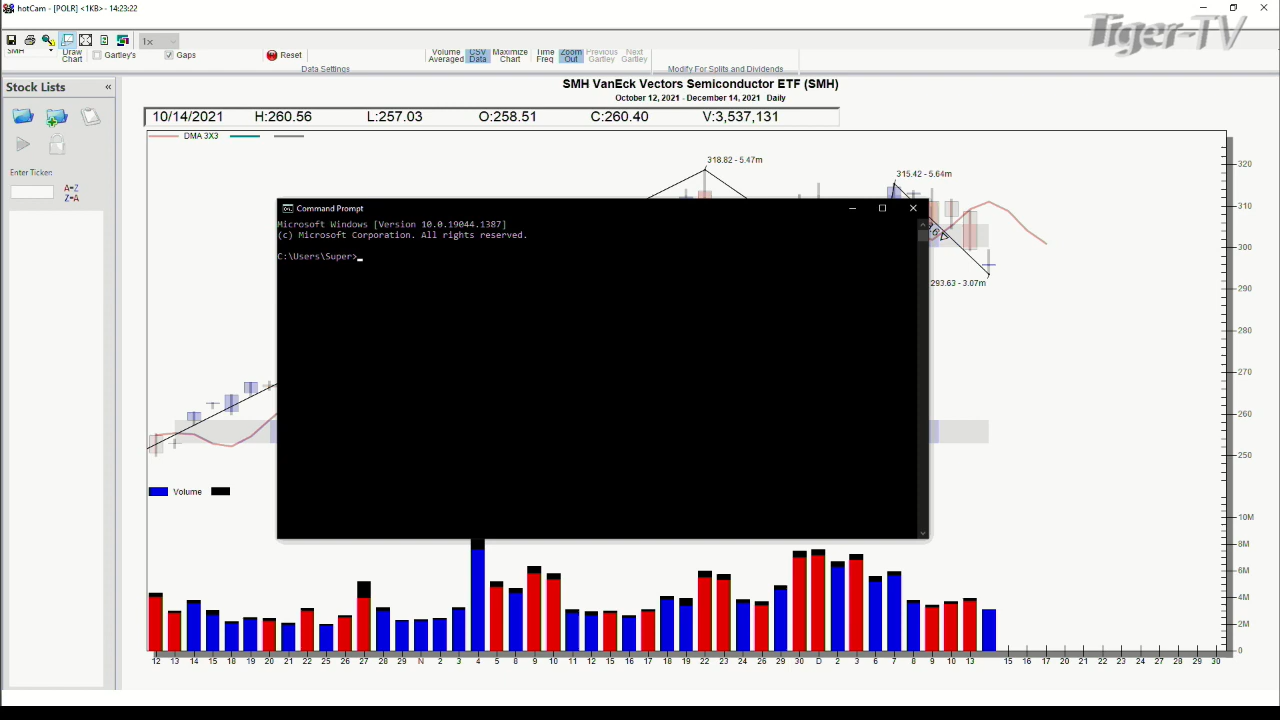 hotCam - [POLR] <1KB> - 14:23:22
Tiger-TV
1x
SMH
Draw
Chart
Gartley's
Gaps
Reset
Volume
Averaged
CSV
Data
Maximize
Chart
Time
Freq
Zoom
Out
Previous
Gartley
Next
Gartley
Data Settings
Modify For Splits and Dividends
Stock Lists
«
SMH VanEck Vectors Semiconductor ETF (SMH)
October 12, 2021 - December 14, 2021 Daily
10/14/2021 H:260.56 L:257.03 O:258.51 C:260.40 V:3,537,131
DMA 3X3
Enter Ticker:
A=Z
Z=A
318.82 - 5.47m
315.42 - 5.64m
293.63 - 3.07m
Command Prompt
Microsoft Windows [Version 10.0.19044.1387]
(c) Microsoft Corporation. All rights reserved.
C:\Users\Super>
320
310
300
290
280
270
260
250
Volume
10M
8M
6M
4M
2M
0
12 13 14 15 18 19 20 21 22 25 26 27 28 29 N 2 3 4 5 8 9 10 11 12 15 16 17 18 19 22 23 24 26 29 30 D 2 3 6 7 8 9 10 13 15 16 17 20 21 22 23 24 27 28 29 30